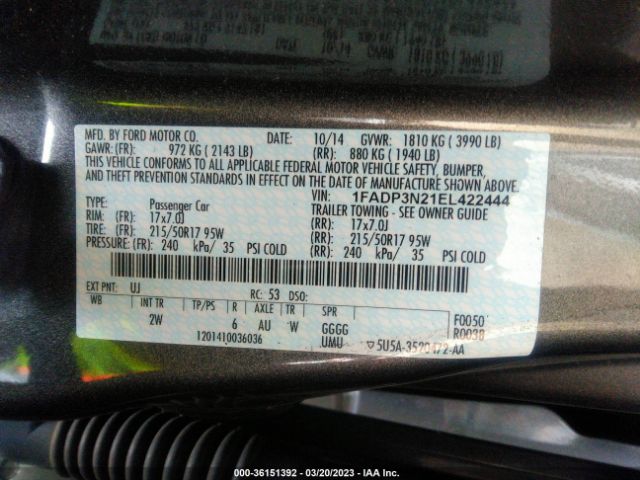 MFD. BY FORD MOTOR CO.
DATE: 10/14 GVWR: 1810 KG ( 3990 LB)
GAWR: (FR): 972 KG ( 2143 LB) (RR): 880 KG ( 1940 LB)
THIS VEHICLE CONFORMS TO ALL APPLICABLE FEDERAL MOTOR VEHICLE SAFETY, BUMPER,
AND THEFT PREVENTION STANDARDS IN EFFECT ON THE DATE OF MANUFACTURE SHOWN ABOVE.
VIN: 1FADP3N21EL422444
TYPE: Passenger Car TRAILER TOWING - SEE OWNER GUIDE
RIM: (FR) 17x7.0J (RR): 17x7.0J
TIRE: (FR) 215/50R17 95W (RR): 215/50R17 95W
PRESSURE: (FR) 240 kPa/ 35 PSI COLD (RR): 240 kPa/ 35 PSI COLD
EXT PNT: UJ RC: 53 DSO:
WB INT TR TP/PS R AXLE TR SPR
2W 6 AU W GGGG F0050
1201410036036 UMU R0038
5U5A-3520472-AA
000-36151392 - 03/20/2023 - IAA Inc.